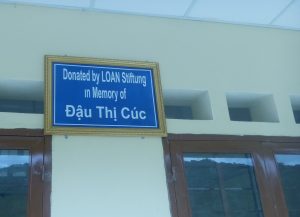 Donated by LOAN Stiftung
in Memory of
Đậu Thị Cúc